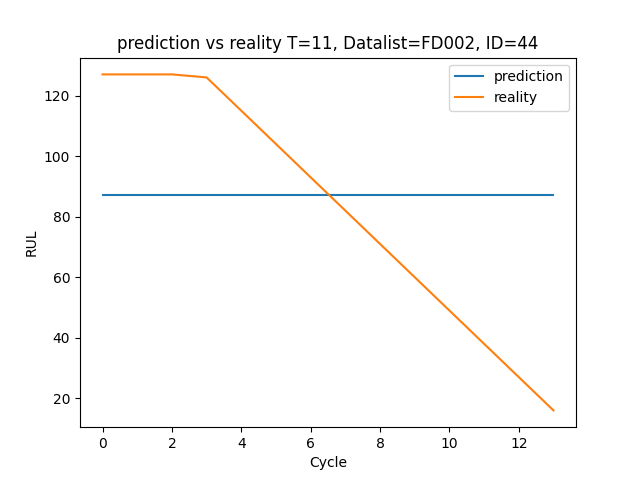 prediction vs reality T=11, Datalist=FD002, ID=44
prediction
reality
120
100
80
60
40
20
RUL
0 2 4 6 8 10 12
Cycle